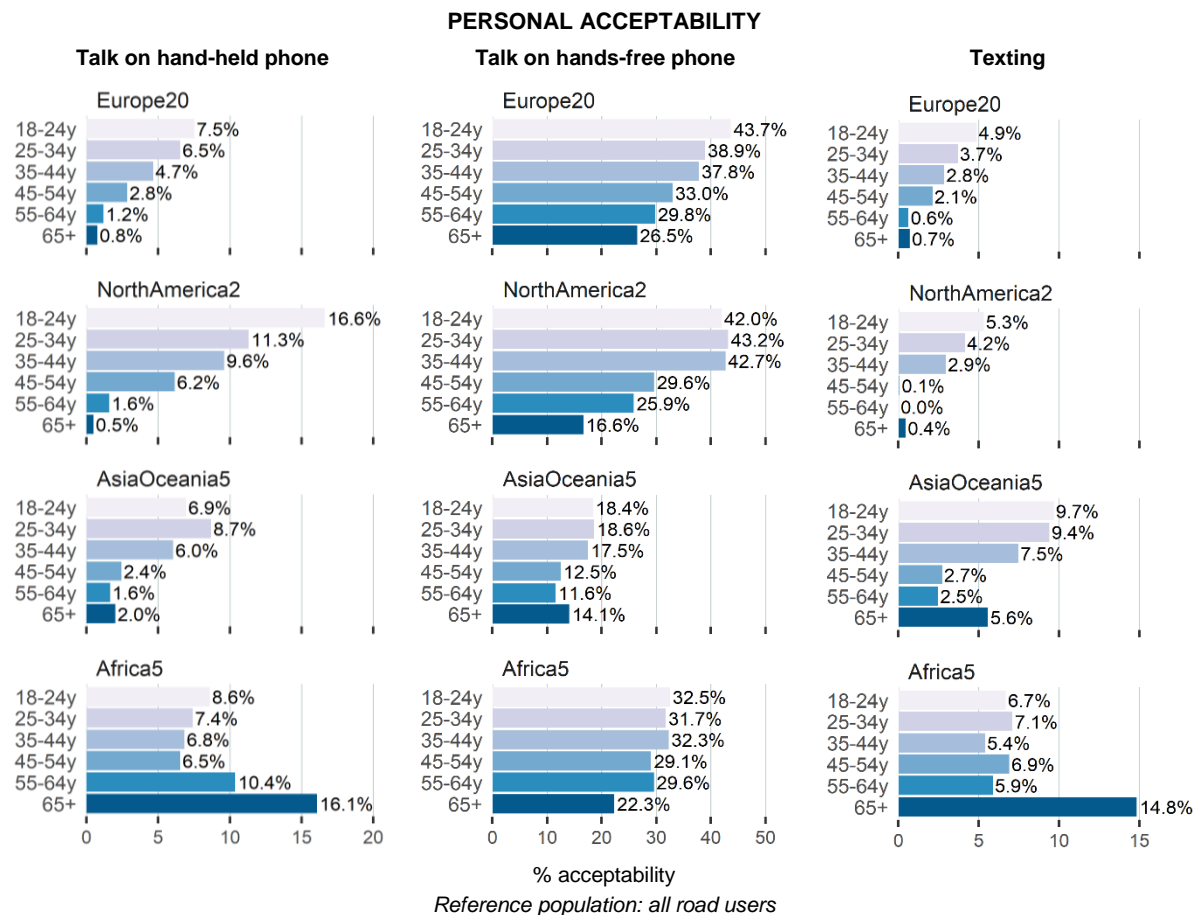 PERSONAL ACCEPTABILITY
Talk on hand-held phone
Europe20
18-24y 7.5%
25-34y 6.5%
35-44y 4.7%
45-54y 2.8%
55-64y 1.2%
65+ 0.8%
NorthAmerica2
18-24y 16.6%
25-34y 11.3%
35-44y 9.6%
45-54y 6.2%
55-64y 1.6%
65+ 0.5%
AsiaOceania5
18-24y 6.9%
25-34y 8.7%
35-44y 6.0%
45-54y 2.4%
55-64y 1.6%
65+ 2.0%
Africa5
18-24y 8.6%
25-34y 7.4%
35-44y 6.8%
45-54y 6.5%
55-64y 10.4%
65+ 16.1%
0 5 10 15 20
Talk on hands-free phone
Europe20
18-24y 43.7%
25-34y 38.9%
35-44y 37.8%
45-54y 33.0%
55-64y 29.8%
65+ 26.5%
NorthAmerica2
18-24y 42.0%
25-34y 43.2%
35-44y 42.7%
45-54y 29.6%
55-64y 25.9%
65+ 16.6%
AsiaOceania5
18-24y 18.4%
25-34y 18.6%
35-44y 17.5%
45-54y 12.5%
55-64y 11.6%
65+ 14.1%
Africa5
18-24y 32.5%
25-34y 31.7%
35-44y 32.3%
45-54y 29.1%
55-64y 29.6%
65+ 22.3%
0 10 20 30 40 50
Texting
Europe20
18-24y 4.9%
25-34y 3.7%
35-44y 2.8%
45-54y 2.1%
55-64y 0.6%
65+ 0.7%
NorthAmerica2
18-24y 5.3%
25-34y 4.2%
35-44y 2.9%
45-54y 0.1%
55-64y 0.0%
65+ 0.4%
AsiaOceania5
18-24y 9.7%
25-34y 9.4%
35-44y 7.5%
45-54y 2.7%
55-64y 2.5%
65+ 5.6%
Africa5
18-24y 6.7%
25-34y 7.1%
35-44y 5.4%
45-54y 6.9%
55-64y 5.9%
65+ 14.8%
0 5 10 15
% acceptability
Reference population: all road users